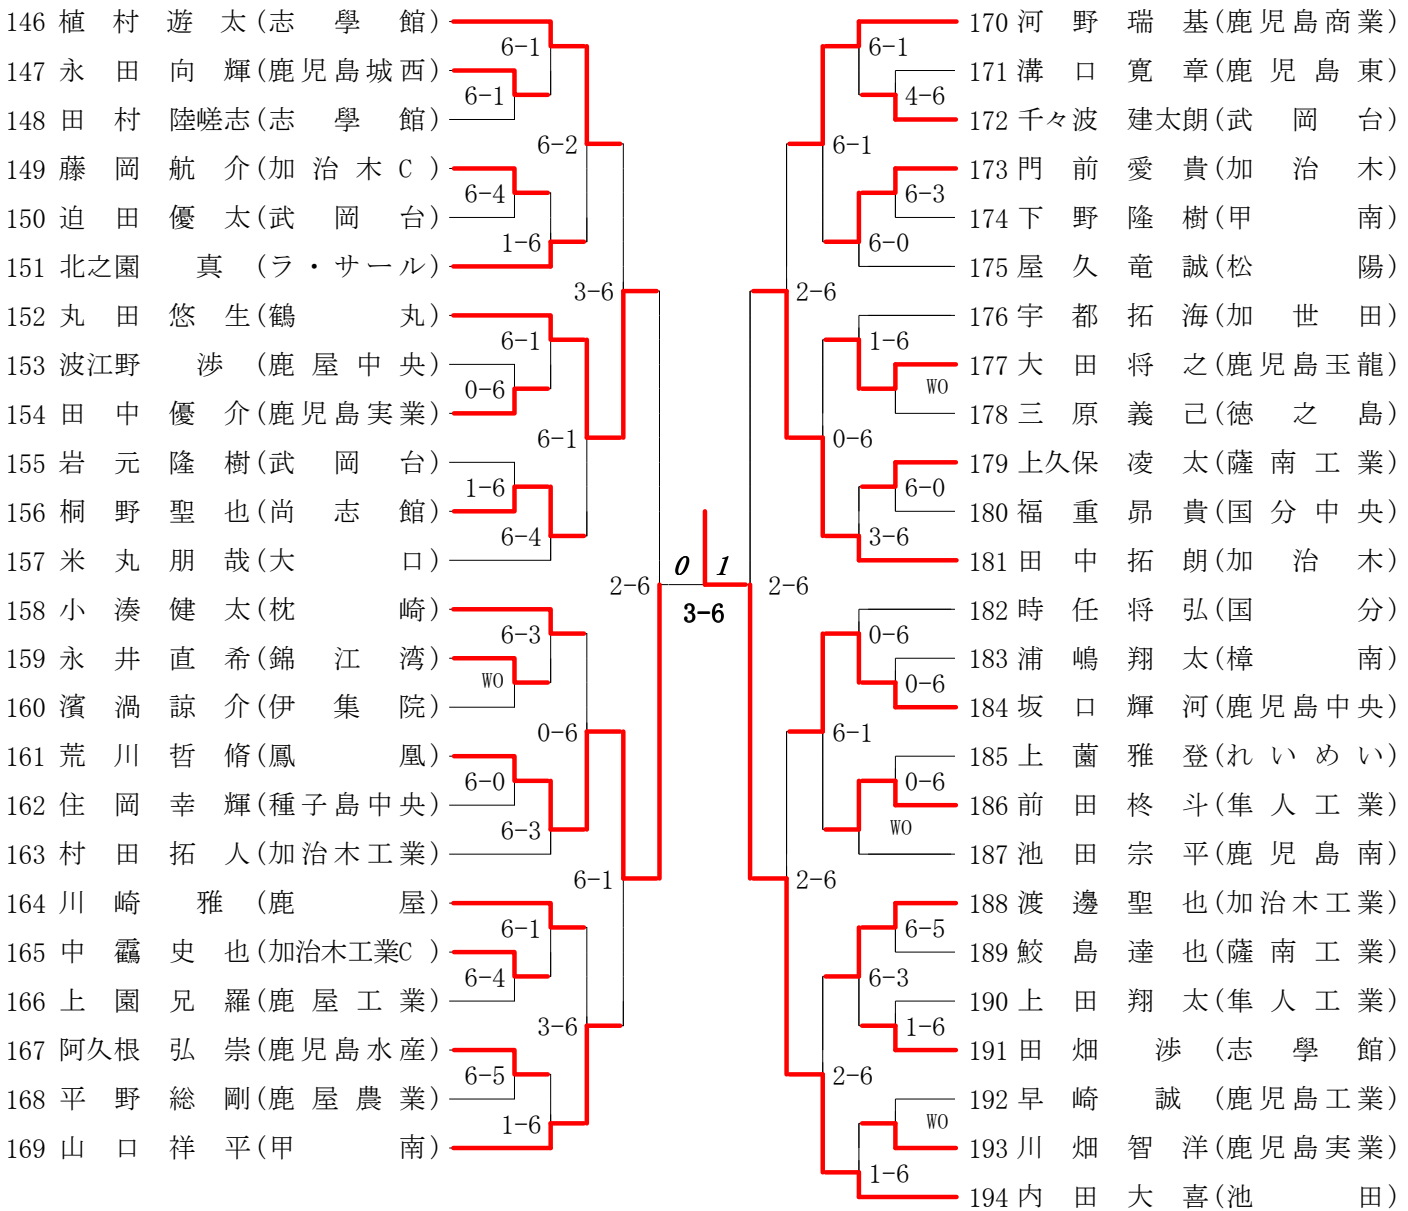 146 植村遊太(志學館)
6-1
147 永田向輝(鹿児島城西)
6-1
148 田村陸嵯志(志學館)
6-2
149 藤岡航介(加治木C)
6-4
150 迫田優太(武岡台)
1-6
151 北之園真(ラ・サール)
3-6
152 丸田悠生(鶴丸)
6-1
153 波江野渉(鹿屋中央)
0-6
154 田中優介(鹿児島実業)
6-1
155 岩元隆樹(武岡台)
1-6
156 桐野聖也(尚志館)
6-4
157 米丸朋哉(大口)
2-6
158 小湊健太(枕崎)
6-3
159 永井直希(錦江湾)
WO
160 濱渦諒介(伊集院)
0-6
161 荒川哲脩(鳳凰)
6-0
162 住岡幸輝(種子島中央)
6-3
163 村田拓人(加治木工業)
6-1
164 川崎雅(鹿屋)
6-1
165 中靍史也(加治木工業C)
6-4
166 上園兄羅(鹿屋工業)
3-6
167 阿久根弘崇(鹿児島水産)
6-5
168 平野総剛(鹿屋農業)
1-6
169 山口祥平(甲南)
0 1
3-6
170 河野瑞基(鹿児島商業)
6-1
171 溝口寛章(鹿児島東)
4-6
172 千々波建太朗(武岡台)
6-1
173 門前愛貴(加治木)
6-3
174 下野隆樹(甲南)
6-0
175 屋久竜誠(松陽)
2-6
176 宇都拓海(加世田)
1-6
177 大田将之(鹿児島玉龍)
WO
178 三原義己(徳之島)
0-6
179 上久保凌太(薩南工業)
6-0
180 福重昴貴(国分中央)
3-6
181 田中拓朗(加治木)
2-6
182 時任将弘(国分)
0-6
183 浦嶋翔太(樟南)
0-6
184 坂口輝河(鹿児島中央)
6-1
185 上薗雅登(れいめい)
0-6
186 前田柊斗(隼人工業)
WO
187 池田宗平(鹿児島南)
2-6
188 渡邊聖也(加治木工業)
6-5
189 鮫島達也(薩南工業)
6-3
190 上田翔太(隼人工業)
1-6
191 田畑渉(志學館)
2-6
192 早崎誠(鹿児島工業)
WO
193 川畑智洋(鹿児島実業)
1-6
194 内田大喜(池田)